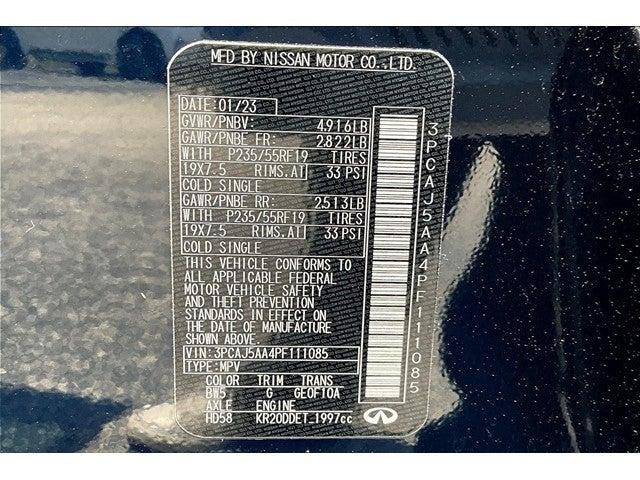 MFD BY NISSAN MOTOR CO.,LTD.
DATE:01/23
GVWR/PNBV: 4916LB
GAWR/PNBE FR: 2822LB
WITH P235/55RF19 TIRES
19X7.5 RIMS.AT 33 PSI
COLD SINGLE
GAWR/PNBE RR: 2513LB
WITH P235/55RF19 TIRES
19X7.5 RIMS.AT 33 PSI
COLD SINGLE
THIS VEHICLE CONFORMS TO
ALL APPLICABLE FEDERAL
MOTOR VEHICLE SAFETY
AND THEFT PREVENTION
STANDARDS IN EFFECT ON
THE DATE OF MANUFACTURE
SHOWN ABOVE.
VIN: 3PCAJ5AA4PF111085
TYPE:MPV
COLOR TRIM TRANS
BW5 G GE0F10A
AXLE ENGINE
HD58 KR20DDET_1997cc
3PCAJ5AA4PF111085